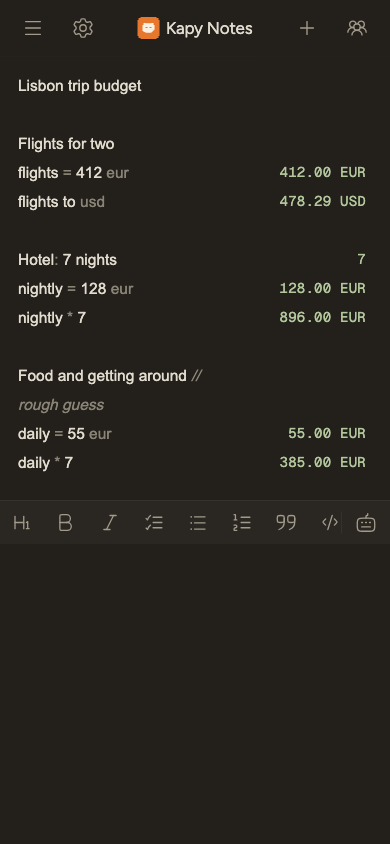 Kapy Notes
Lisbon trip budget
Flights for two
flights = 412 eur 412.00 EUR
flights to usd 478.29 USD
Hotel: 7 nights 7
nightly = 128 eur 128.00 EUR
nightly * 7 896.00 EUR
Food and getting around //
rough guess
daily = 55 eur 55.00 EUR
daily * 7 385.00 EUR
H1 B I 99 </>